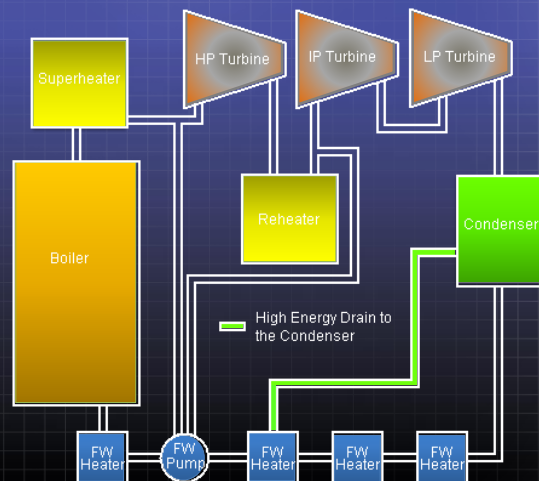 HP Turbine
IP Turbine
LP Turbine
Superheater
Reheater
Condenser
Boiler
High Energy Drain to
the Condenser
FW
Heater
FW
Pump
FW
Heater
FW
Heater
FW
Heater